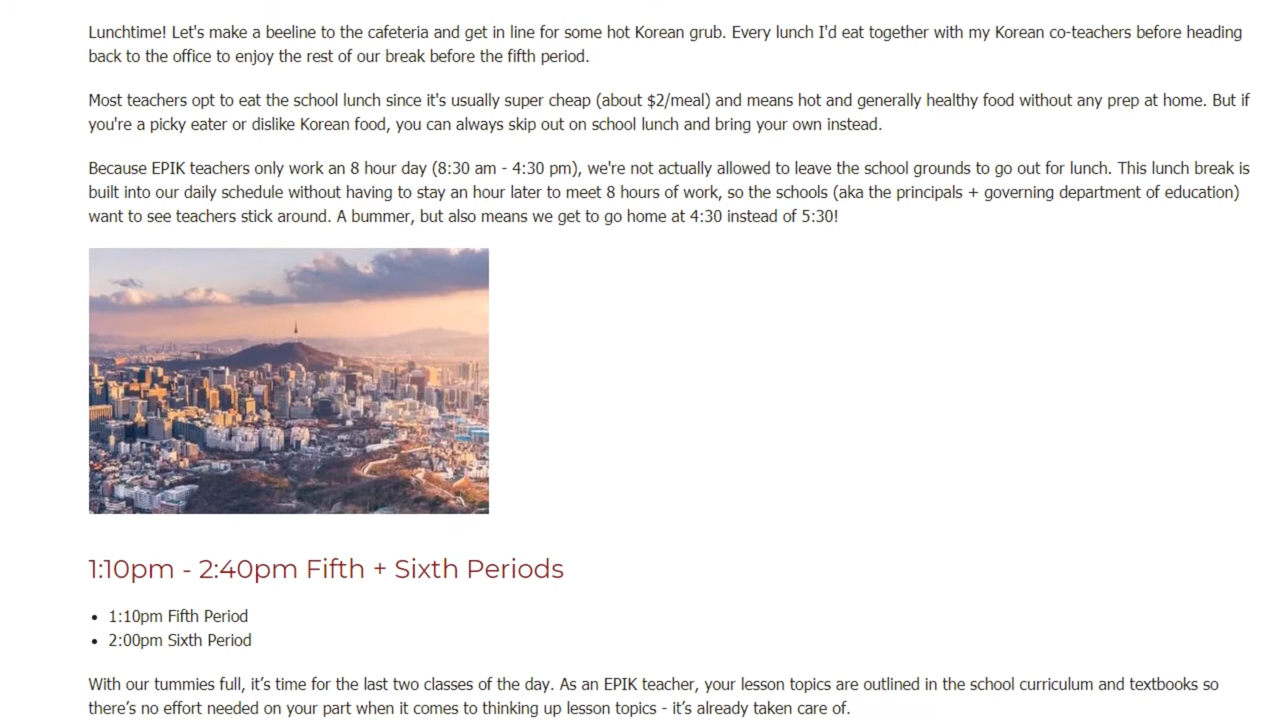 Lunchtime! Let's make a beeline to the cafeteria and get in line for some hot Korean grub. Every lunch I'd eat together with my Korean co-teachers before heading
back to the office to enjoy the rest of our break before the fifth period.
Most teachers opt to eat the school lunch since it's usually super cheap (about $2/meal) and means hot and generally healthy food without any prep at home. But if
you're a picky eater or dislike Korean food, you can always skip out on school lunch and bring your own instead.
Because EPIK teachers only work an 8 hour day (8:30 am - 4:30 pm), we're not actually allowed to leave the school grounds to go out for lunch. This lunch break is
built into our daily schedule without having to stay an hour later to meet 8 hours of work, so the schools (aka the principals + governing department of education)
want to see teachers stick around. A bummer, but also means we get to go home at 4:30 instead of 5:30!
1:10pm - 2:40pm Fifth + Sixth Periods
• 1:10pm Fifth Period
• 2:00pm Sixth Period
With our tummies full, it’s time for the last two classes of the day. As an EPIK teacher, your lesson topics are outlined in the school curriculum and textbooks so
there’s no effort needed on your part when it comes to thinking up lesson topics - it’s already taken care of.